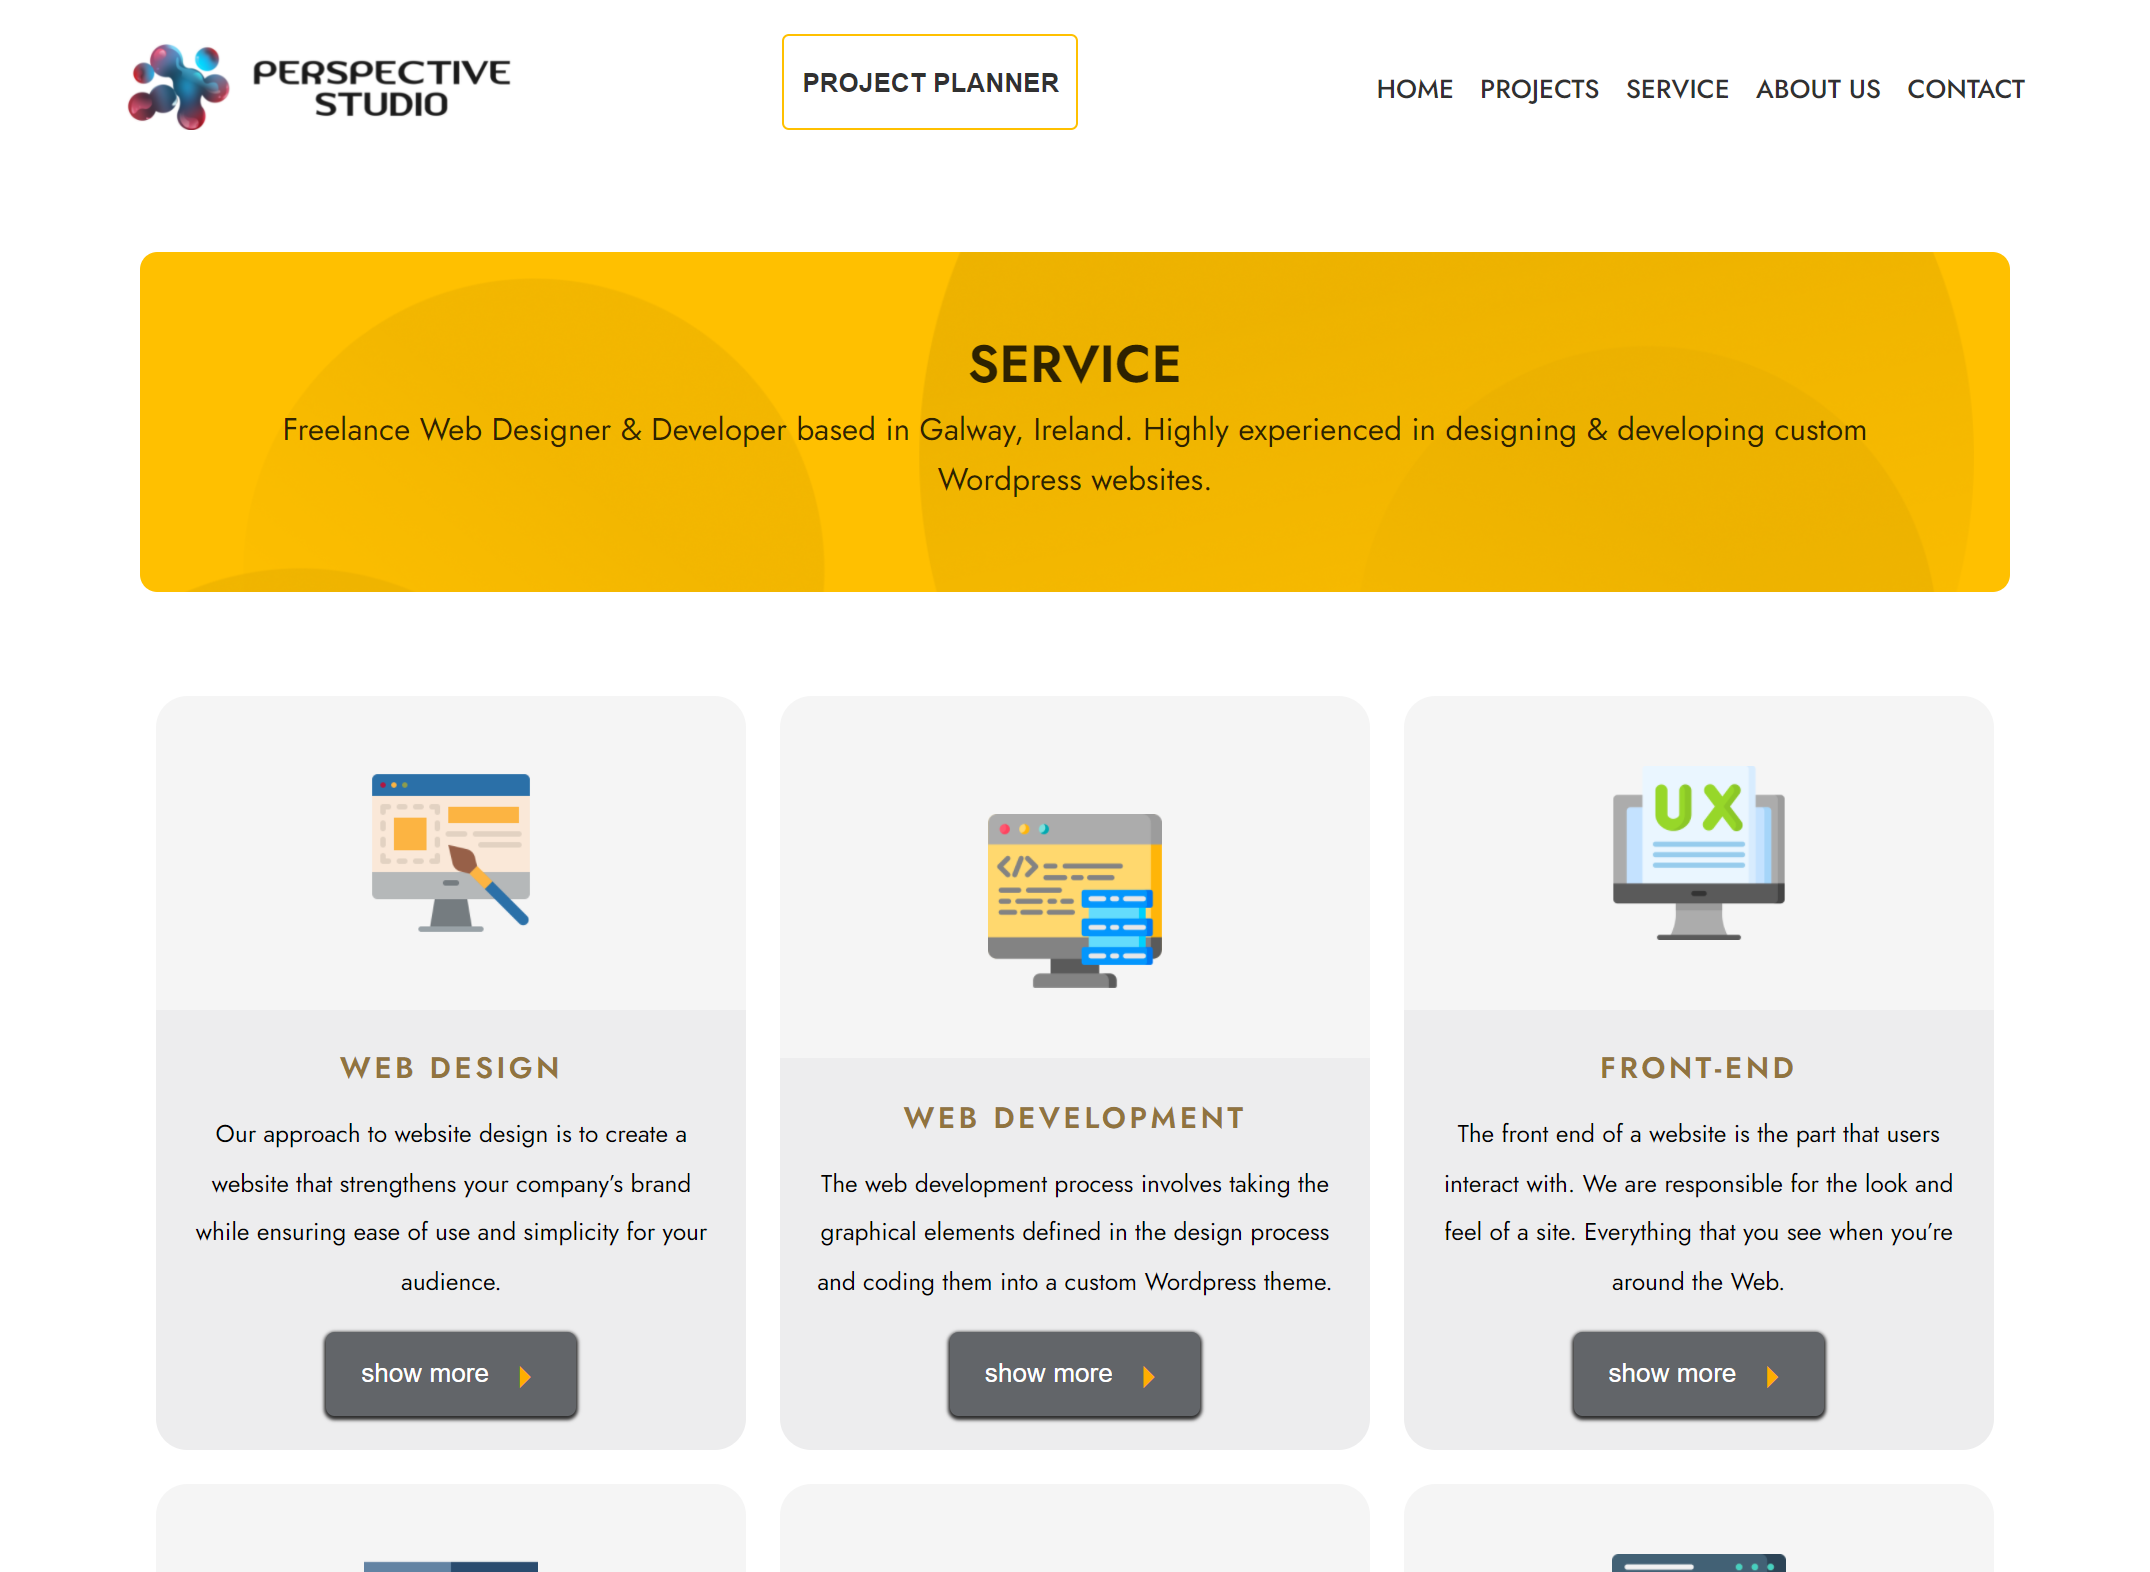 PERSPECTIVE
STUDIO
PROJECT PLANNER
HOME PROJECTS SERVICE ABOUT US CONTACT
SERVICE
Freelance Web Designer & Developer based in Galway, Ireland. Highly experienced in designing & developing custom
Wordpress websites.
WEB DESIGN
Our approach to website design is to create a
website that strengthens your company’s brand
while ensuring ease of use and simplicity for your
audience.
show more
</>
WEB DEVELOPMENT
The web development process involves taking the
graphical elements defined in the design process
and coding them into a custom Wordpress theme.
show more
UX
FRONT-END
The front end of a website is the part that users
interact with. We are responsible for the look and
feel of a site. Everything that you see when you’re
around the Web.
show more